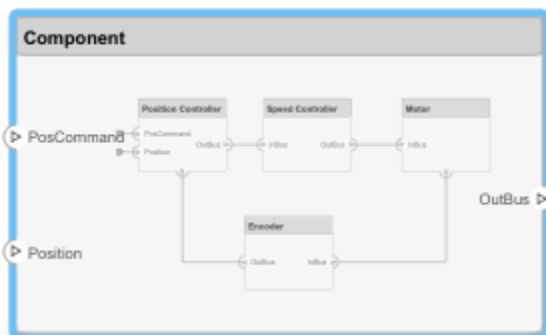 Component
Position Controller
Speed Controller
Motor
PosCommand
PosCommand
OutBus
InBus
OutBus
InBus
Position
OutBus
Position
Encoder
OutBus
InBus